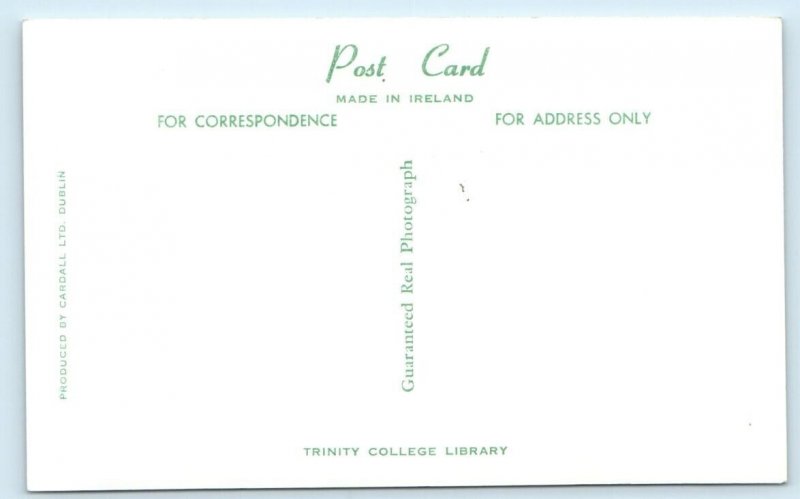 Post Card
MADE IN IRELAND
FOR CORRESPONDENCE
FOR ADDRESS ONLY
PRODUCED BY CARDALL LTD. DUBLIN
Guaranteed Real Photograph
TRINITY COLLEGE LIBRARY